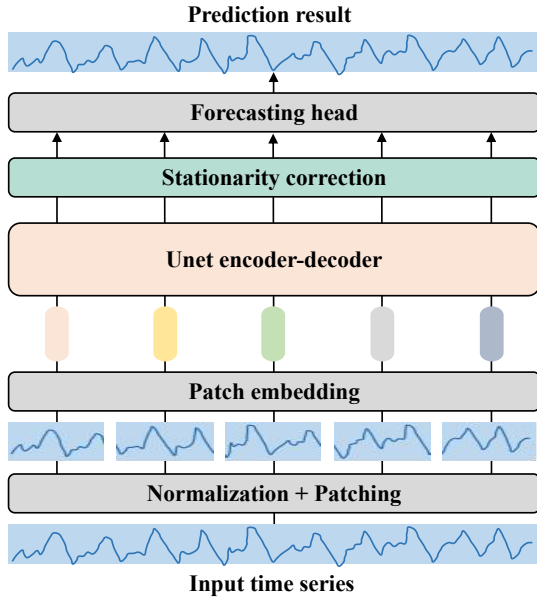 Prediction result
Forecasting head
Stationarity correction
Unet encoder-decoder
Patch embedding
Normalization + Patching
Input time series